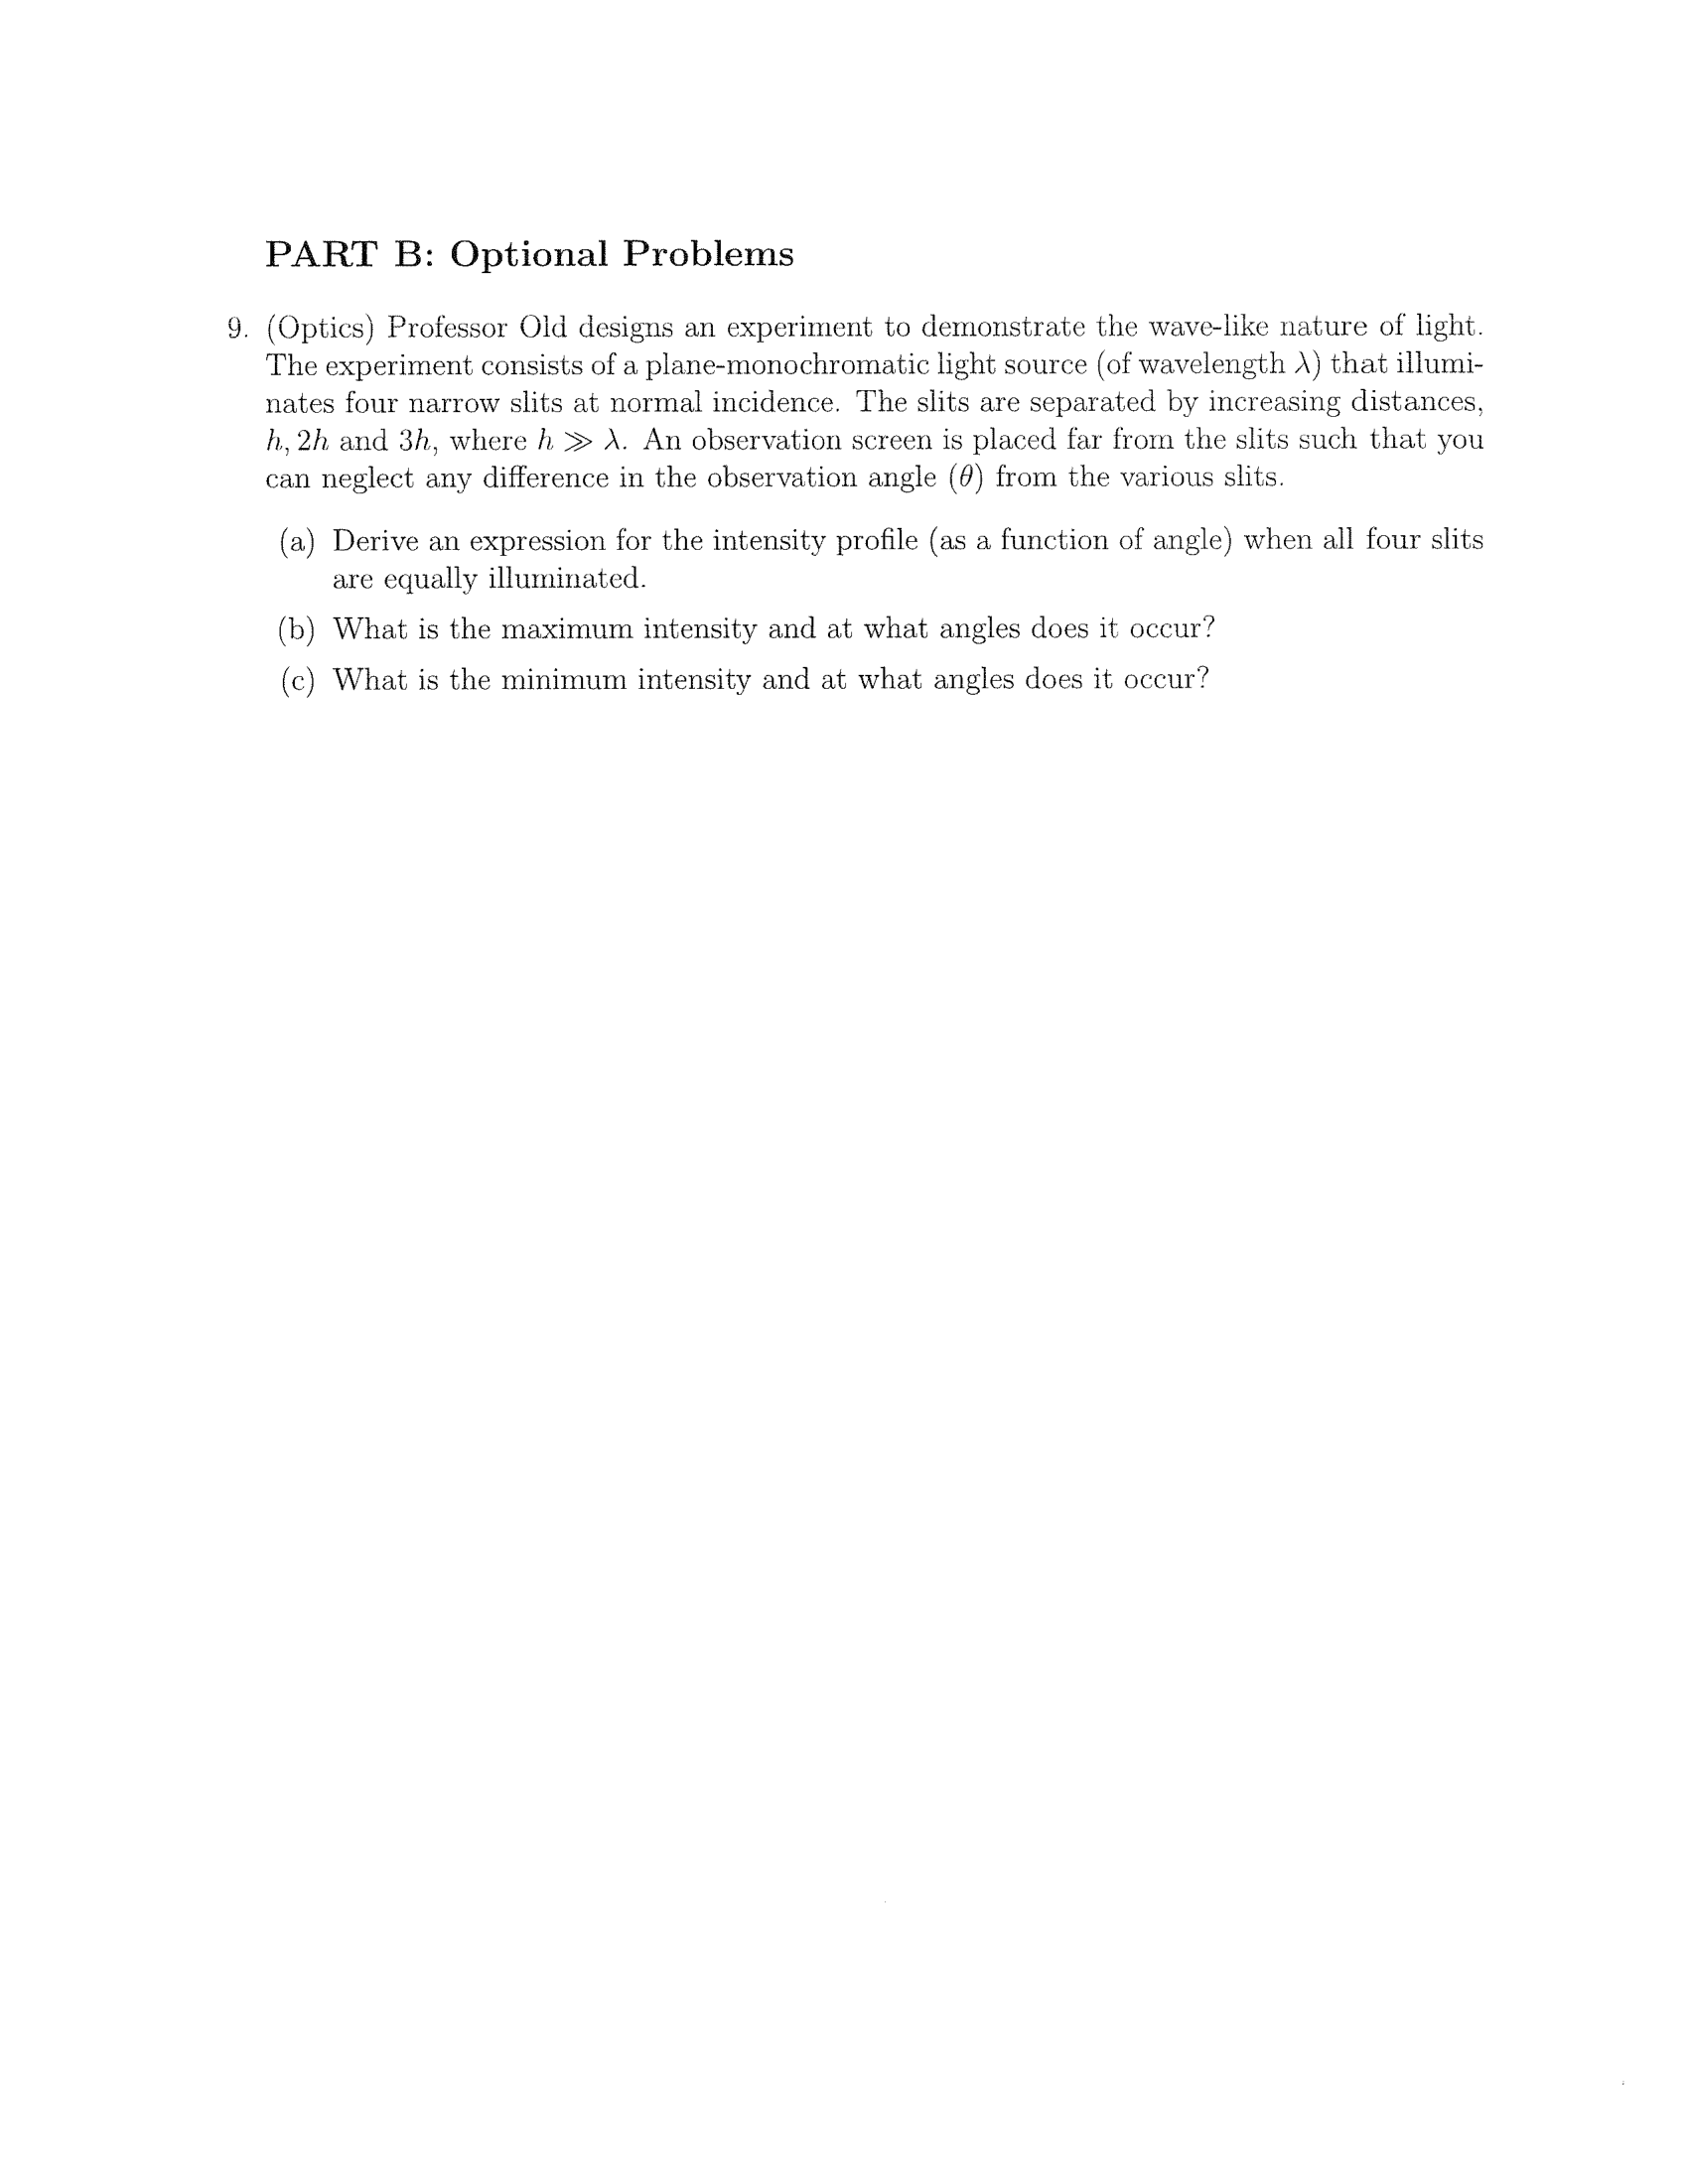 PART B: Optional Problems
9. (Optics) Professor Old designs an experiment to demonstrate the wave-like nature of light.
The experiment consists of a plane-monochromatic light source (of wavelength λ) that illumi-
nates four narrow slits at normal incidence. The slits are separated by increasing distances,
h, 2h and 3h, where h ≫ λ. An observation screen is placed far from the slits such that you
can neglect any difference in the observation angle (θ) from the various slits.
(a) Derive an expression for the intensity profile (as a function of angle) when all four slits
are equally illuminated.
(b) What is the maximum intensity and at what angles does it occur?
(c) What is the minimum intensity and at what angles does it occur?